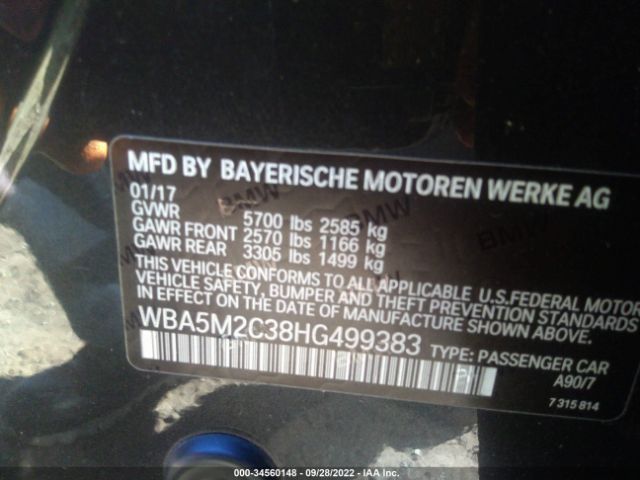 MFD BY BAYERISCHE MOTOREN WERKE AG
01/17
GVWR 5700 lbs 2585 kg
GAWR FRONT 2570 lbs 1166 kg
GAWR REAR 3305 lbs 1499 kg
THIS VEHICLE CONFORMS TO ALL APPLICABLE U.S.FEDERAL MOTOR
VEHICLE SAFETY, BUMPER AND THEFT PREVENTION STANDARDS
IN EFFECT ON THE DATE OF MANUFACTURE SHOWN ABOVE.
WBA5M2C38HG499383 TYPE: PASSENGER CAR
A90/7
7 315 814
000-34560148 - 09/28/2022 - IAA Inc.